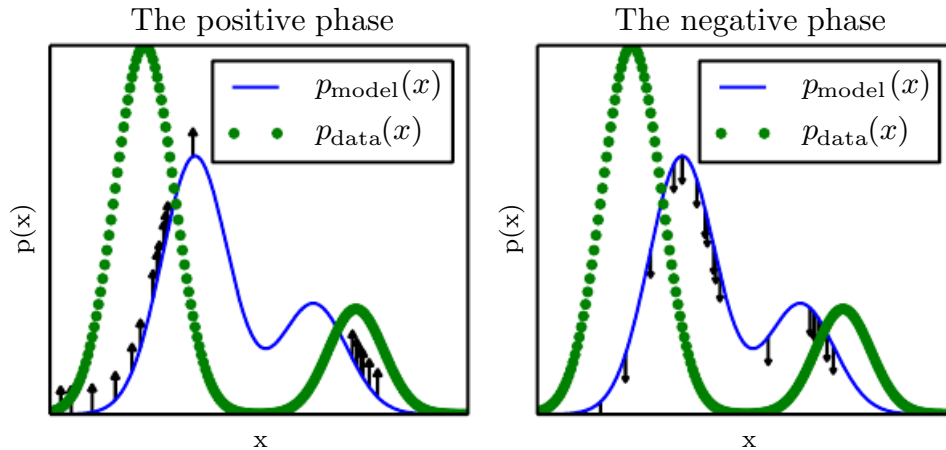 The positive phase
p_model(x)
p_data(x)
p(x)
x
The negative phase
p_model(x)
p_data(x)
p(x)
x